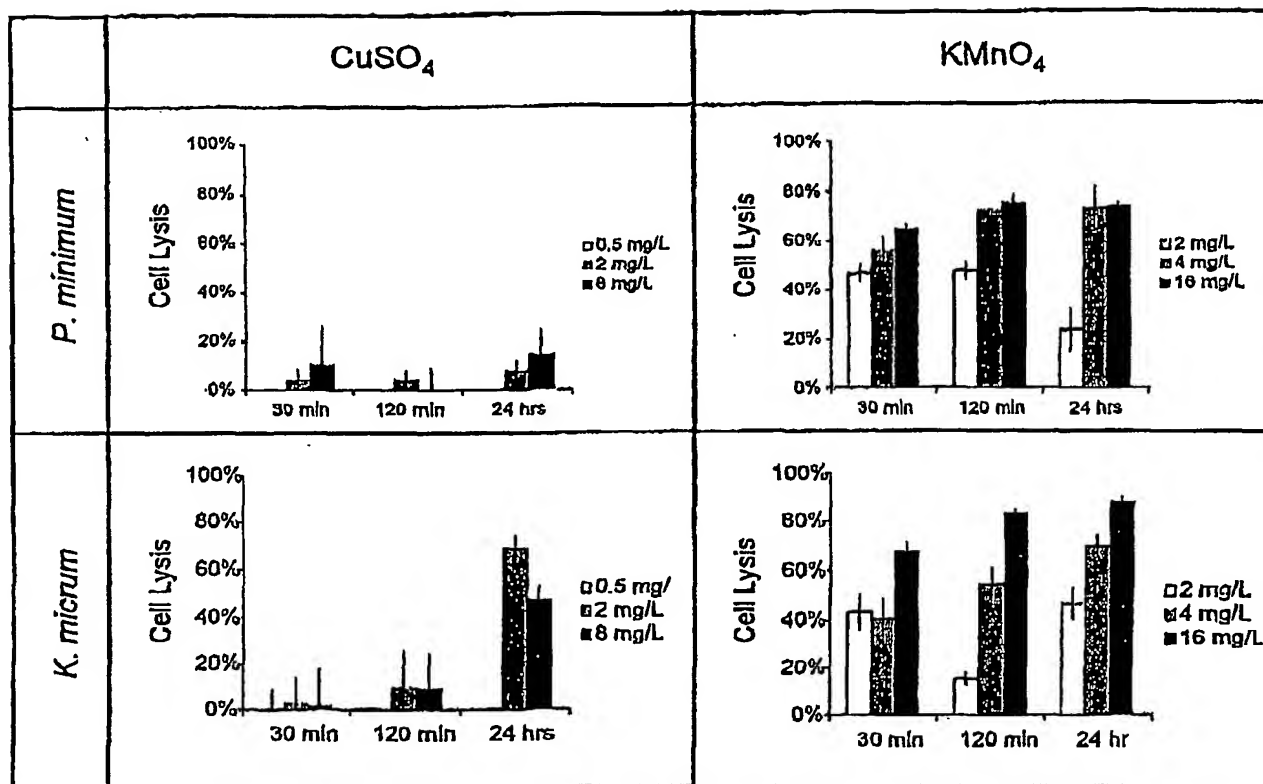 CuSO₄
KMnO₄
P. minimum
Cell Lysis
100%
80%
60%
40%
20%
0%
30 min
120 min
24 hrs
0.5 mg/L
2 mg/L
8 mg/L
Cell Lysis
100%
80%
60%
40%
20%
0%
30 min
120 min
24 hrs
2 mg/L
4 mg/L
16 mg/L
K. micrum
Cell Lysis
100%
80%
60%
40%
20%
0%
30 min
120 min
24 hrs
0.5 mg/
2 mg/L
8 mg/L
Cell Lysis
100%
80%
60%
40%
20%
0%
30 min
120 min
24 hr
2 mg/L
4 mg/L
16 mg/L